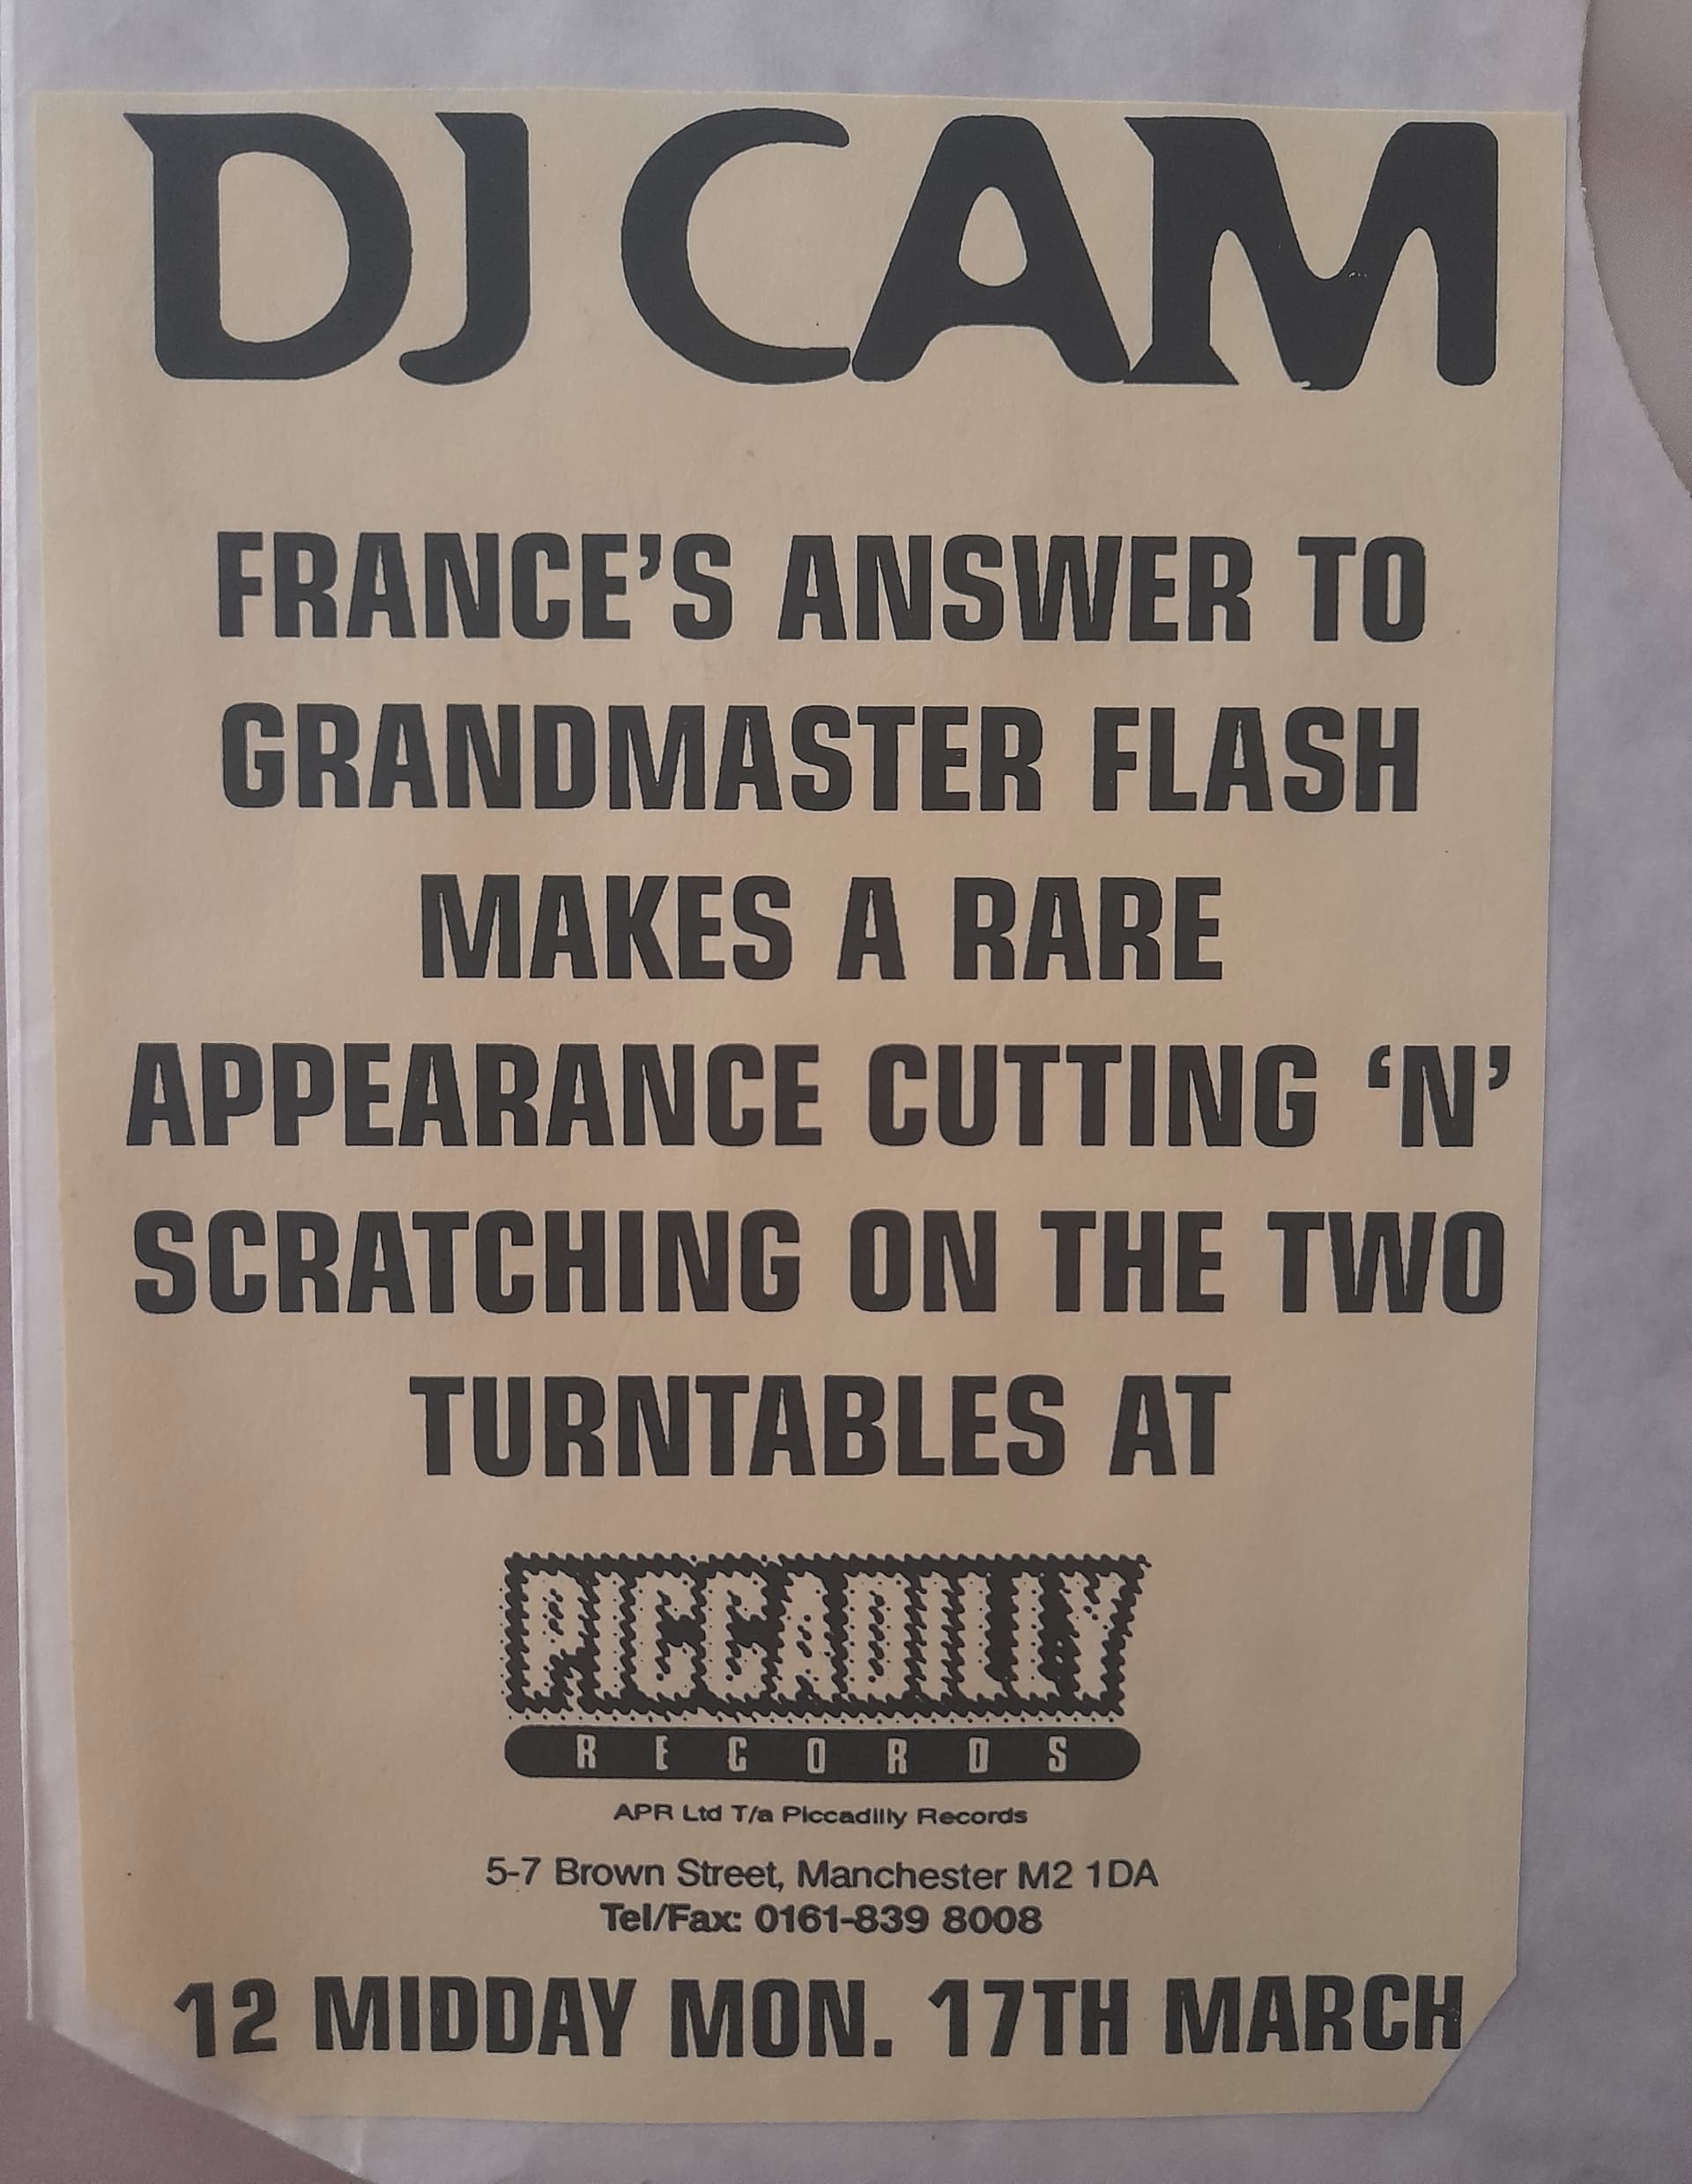 DJ CAM
FRANCE'S ANSWER TO
GRANDMASTER FLASH
MAKES A RARE
APPEARANCE CUTTING 'N'
SCRATCHING ON THE TWO
TURNTABLES AT
PICCADILLY
RECORDS
APR Ltd T/a Piccadilly Records
5-7 Brown Street, Manchester M2 1DA
Tel/Fax: 0161-839 8008
12 MIDDAY MON. 17TH MARCH